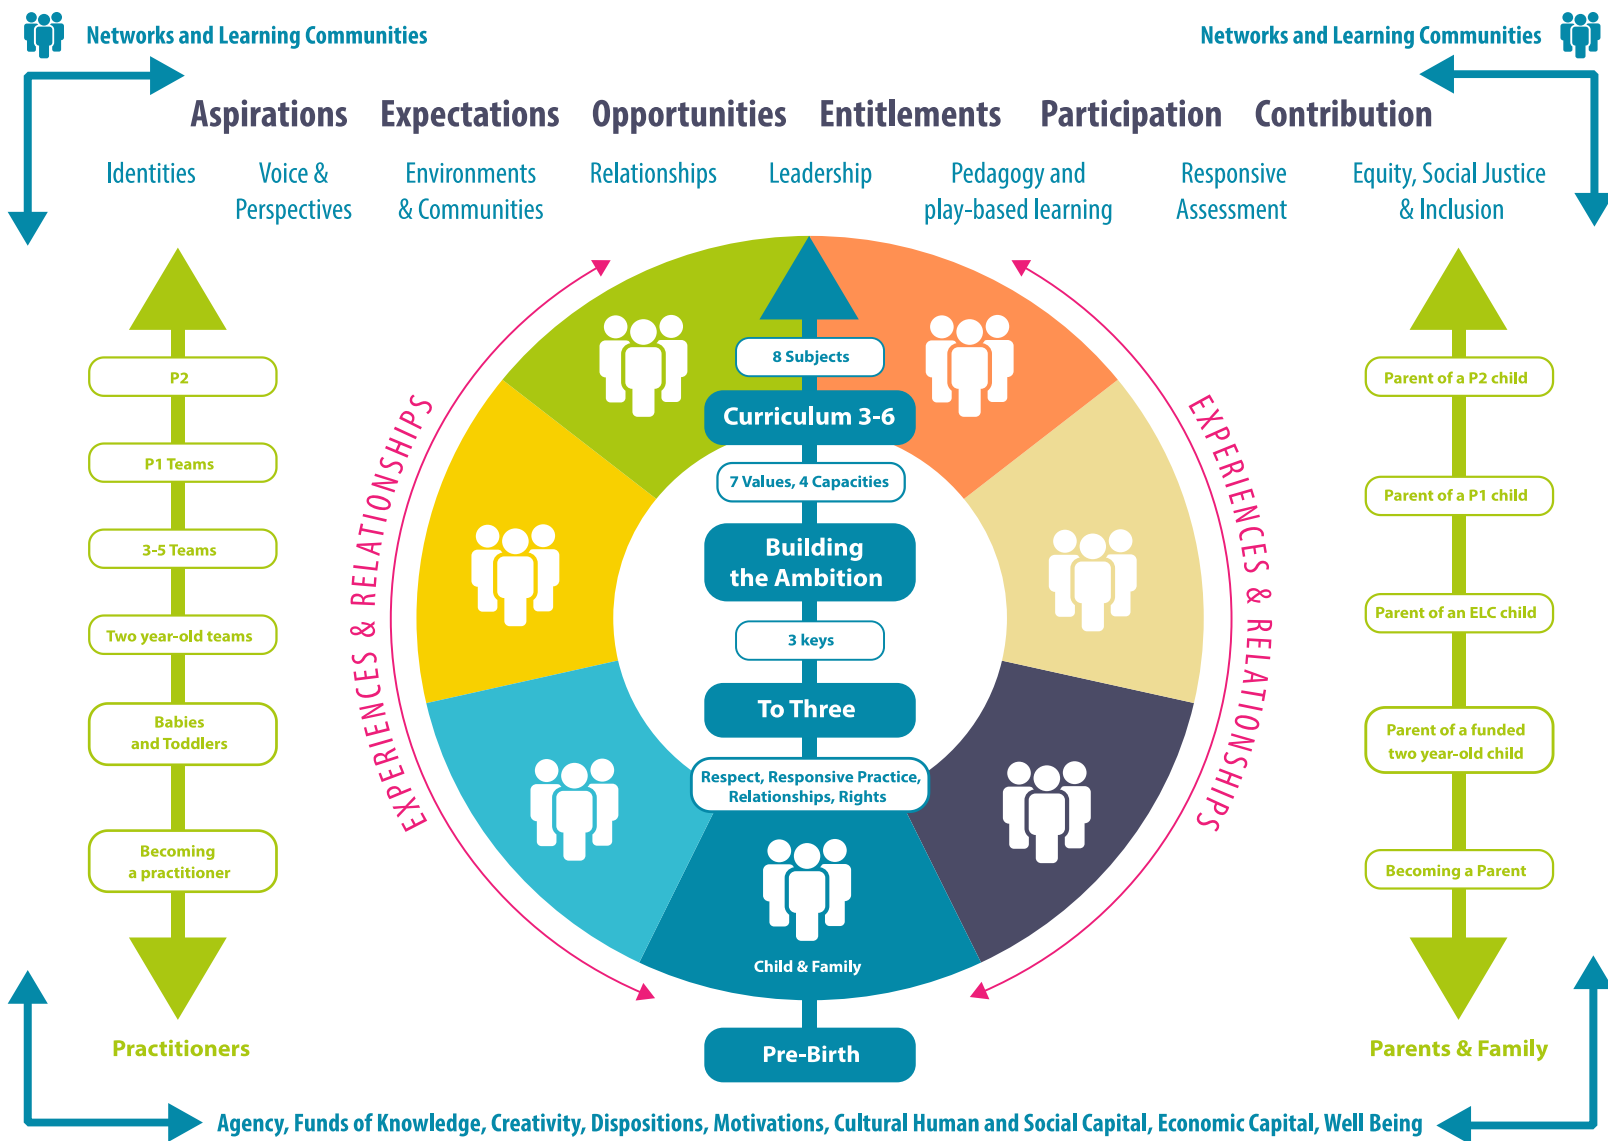 Networks and Learning Communities
Networks and Learning Communities
Aspirations Expectations Opportunities Entitlements Participation Contribution
Identities
Voice &
Perspectives
Environments
& Communities
Relationships
Leadership
Pedagogy and
play-based learning
Responsive
Assessment
Equity, Social Justice
& Inclusion
P2
P1 Teams
3-5 Teams
Two year-old teams
Babies
and Toddlers
Becoming
a practitioner
Practitioners
EXPERIENCES & RELATIONSHIPS
8 Subjects
Curriculum 3-6
7 Values, 4 Capacities
Building
the Ambition
3 keys
To Three
Respect, Responsive Practice,
Relationships, Rights
Child & Family
Pre-Birth
EXPERIENCES & RELATIONSHIPS
Parent of a P2 child
Parent of a P1 child
Parent of an ELC child
Parent of a funded
two year-old child
Becoming a Parent
Parents & Family
Agency, Funds of Knowledge, Creativity, Dispositions, Motivations, Cultural Human and Social Capital, Economic Capital, Well Being